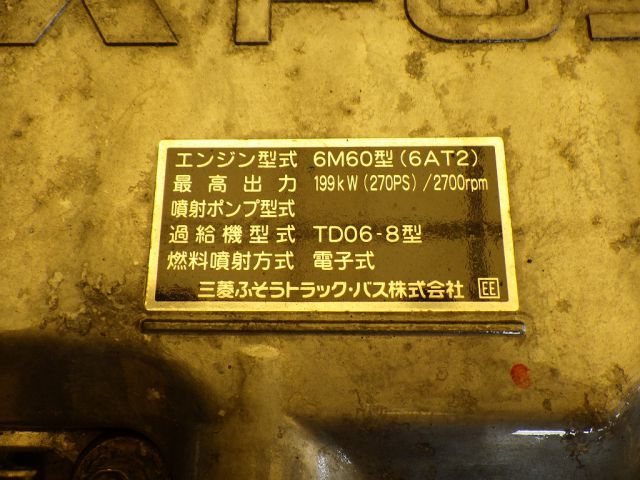 エンジン型式 6M60型(6AT2)
最高出力 199kW(270PS)/2700rpm
噴射ポンプ型式
過給機型式 TD06-8型
燃料噴射方式 電子式
三菱ふそうトラック・バス株式会社 EE